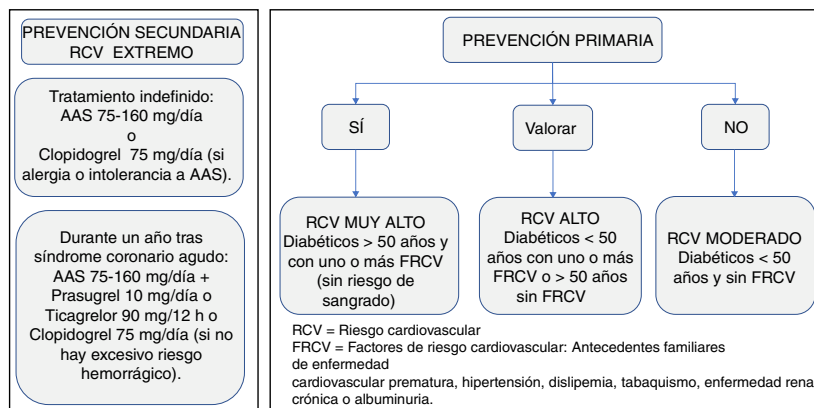 PREVENCIÓN SECUNDARIA
RCV EXTREMO
Tratamiento indefinido:
AAS 75-160 mg/día
o
Clopidogrel 75 mg/día (si
alergia o intolerancia a AAS).
Durante un año tras
síndrome coronario agudo:
AAS 75-160 mg/día +
Prasugrel 10 mg/día o
Ticagrelor 90 mg/12 h o
Clopidogrel 75 mg/día (si no
hay excesivo riesgo
hemorrágico).
PREVENCIÓN PRIMARIA
SÍ
Valorar
NO
RCV MUY ALTO
Diabéticos > 50 años y
con uno o más FRCV
(sin riesgo de
sangrado)
RCV ALTO
Diabéticos < 50
años con uno o más
FRCV o > 50 años
sin FRCV
RCV MODERADO
Diabéticos < 50
años y sin FRCV
RCV = Riesgo cardiovascular
FRCV = Factores de riesgo cardiovascular: Antecedentes familiares
de enfermedad
cardiovascular prematura, hipertensión, dislipemia, tabaquismo, enfermedad rena
crónica o albuminuria.